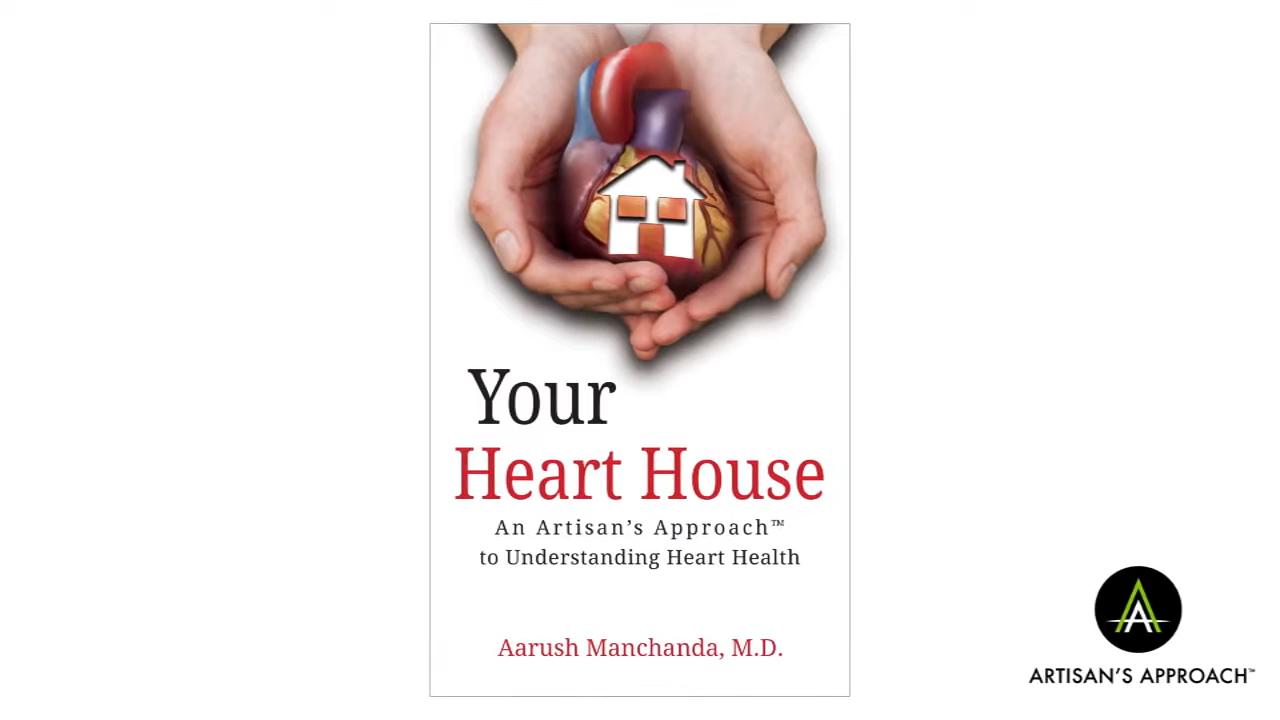 Your
Heart House
An Artisan's Approach™
to Understanding Heart Health
Aarush Manchanda, M.D.
ARTISAN'S APPROACH™